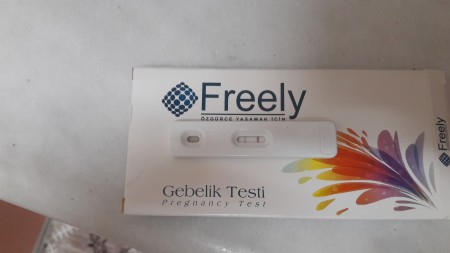 Freely
ÖZGÜRCE YAŞAMAK İÇİN
Gebelik Testi
Pregnancy Test
Freely